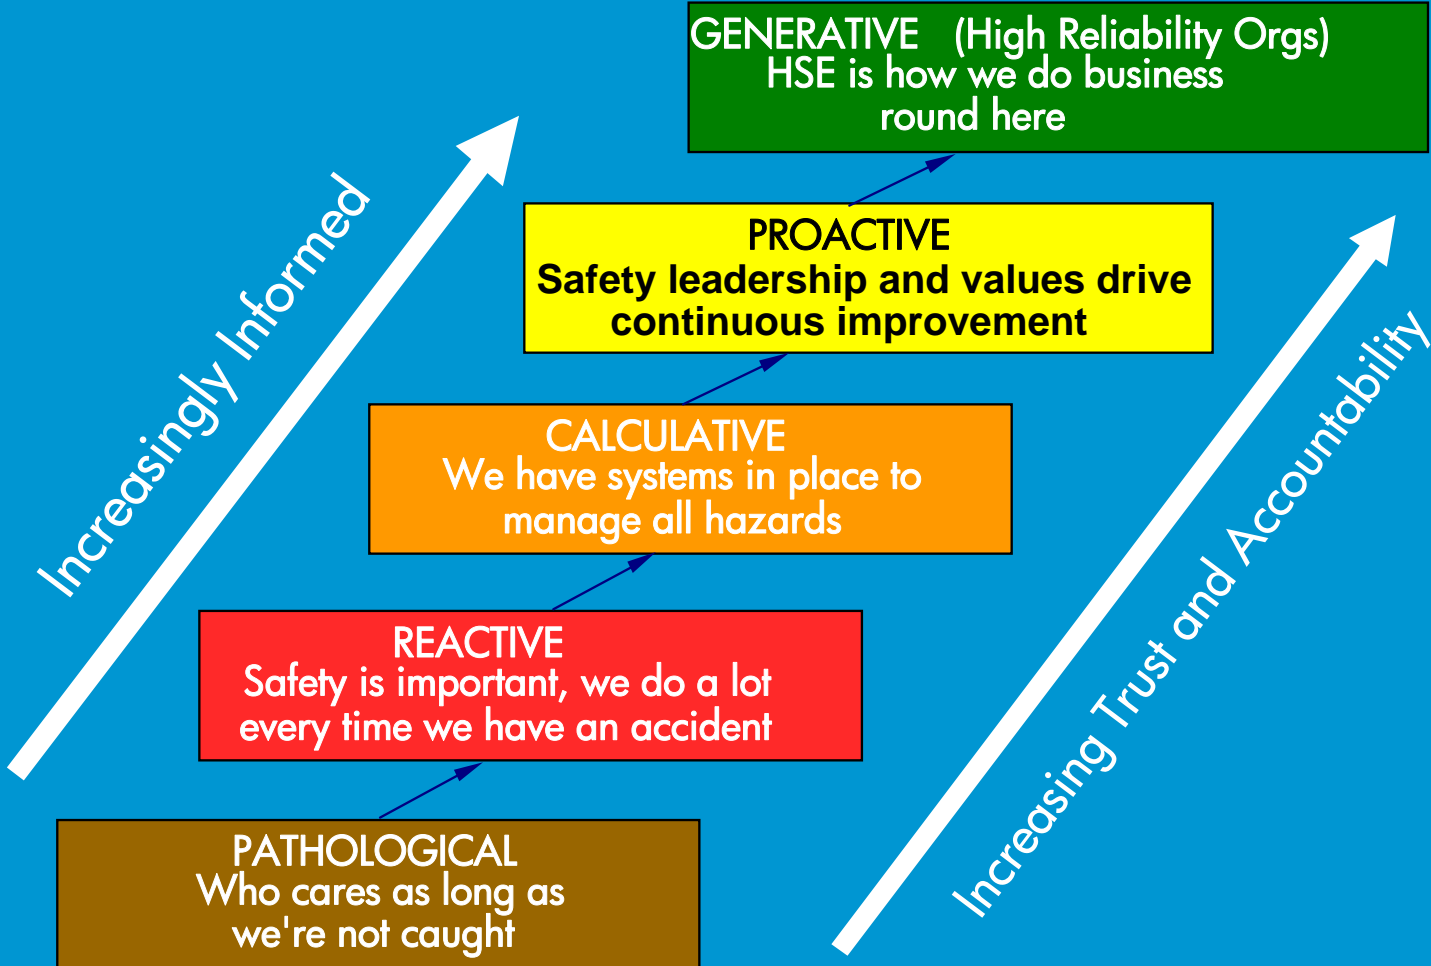 GENERATIVE (High Reliability Orgs)
HSE is how we do business
round here
Increasingly Informed
PROACTIVE
Safety leadership and values drive
continuous improvement
Increasing Trust and Accountability
CALCULATIVE
We have systems in place to
manage all hazards
REACTIVE
Safety is important, we do a lot
every time we have an accident
PATHOLOGICAL
Who cares as long as
we're not caught